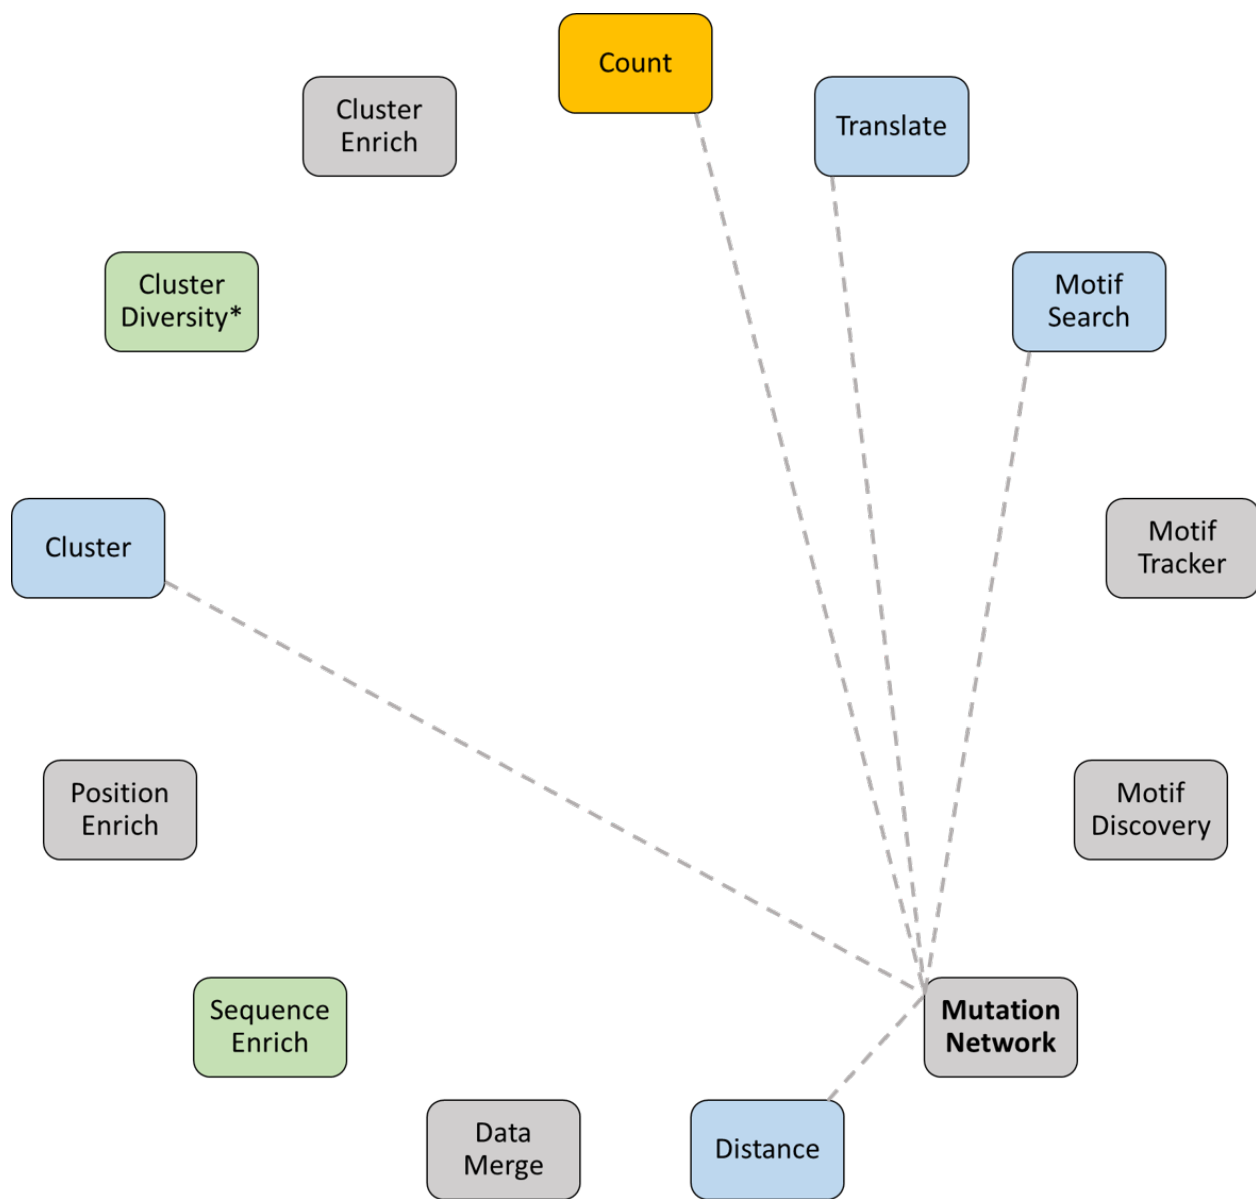 Count
Cluster
Enrich
Translate
Cluster
Diversity*
Motif
Search
Cluster
Motif
Tracker
Position
Enrich
Motif
Discovery
Sequence
Enrich
Mutation
Network
Data
Merge
Distance